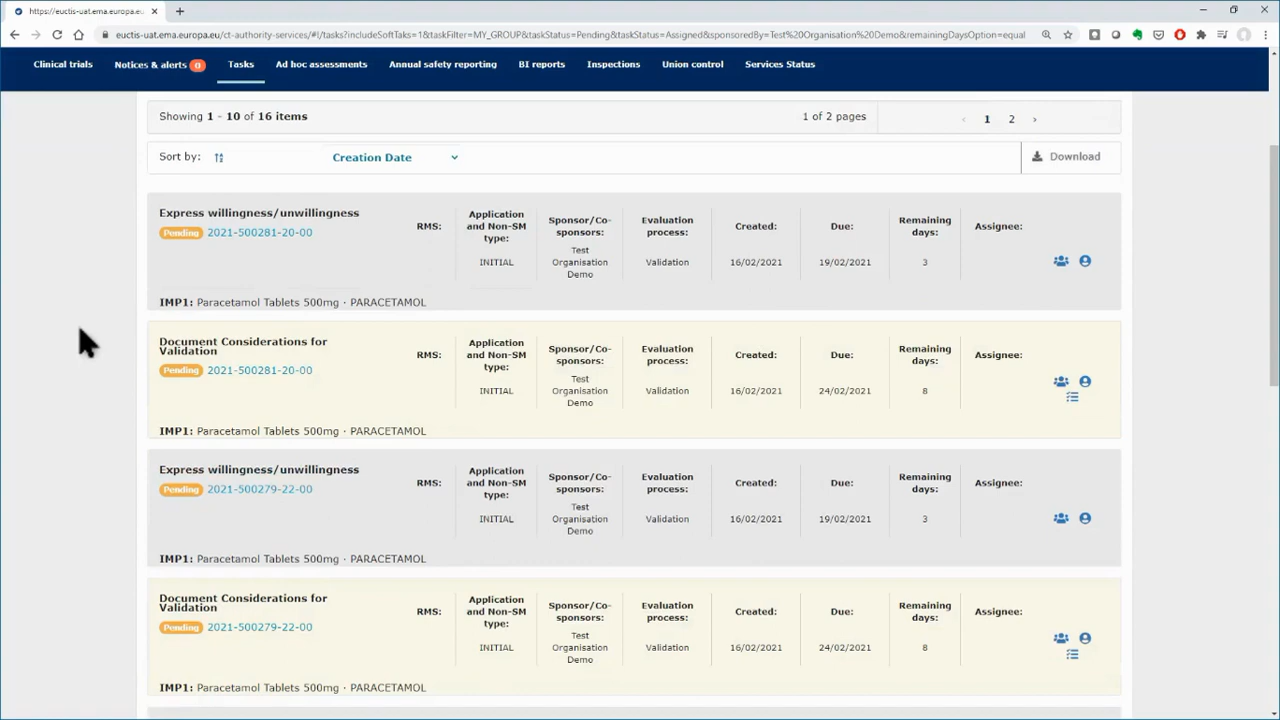 https://euctis-uat.ema.europa.eu
euctis-uat.ema.europa.eu/ct-authority-services/#/tasks?includeSoftTaks=1&taskFilter=MY_GROUP&taskStatus=Pending&taskStatus=Assigned&sponsoredBy=Test%20Organisation%20Demo&remainingDaysOption=equal
Clinical trials
Notices & alerts 0
Tasks
Ad hoc assessments
Annual safety reporting
BI reports
Inspections
Union control
Services Status
Showing 1 - 10 of 16 items
1 of 2 pages
‹ 1 2 ›
Sort by:
Creation Date
Download
Express willingness/unwillingness
Pending 2021-500281-20-00
RMS:
Application
and Non-SM
type:
INITIAL
Sponsor/Co-
sponsors:
Test
Organisation
Demo
Evaluation
process:
Validation
Created:
16/02/2021
Due:
19/02/2021
Remaining
days:
3
Assignee:
IMP1: Paracetamol Tablets 500mg · PARACETAMOL
Document Considerations for
Validation
Pending 2021-500281-20-00
RMS:
Application
and Non-SM
type:
INITIAL
Sponsor/Co-
sponsors:
Test
Organisation
Demo
Evaluation
process:
Validation
Created:
16/02/2021
Due:
24/02/2021
Remaining
days:
8
Assignee:
IMP1: Paracetamol Tablets 500mg · PARACETAMOL
Express willingness/unwillingness
Pending 2021-500279-22-00
RMS:
Application
and Non-SM
type:
INITIAL
Sponsor/Co-
sponsors:
Test
Organisation
Demo
Evaluation
process:
Validation
Created:
16/02/2021
Due:
19/02/2021
Remaining
days:
3
Assignee:
IMP1: Paracetamol Tablets 500mg · PARACETAMOL
Document Considerations for
Validation
Pending 2021-500279-22-00
RMS:
Application
and Non-SM
type:
INITIAL
Sponsor/Co-
sponsors:
Test
Organisation
Demo
Evaluation
process:
Validation
Created:
16/02/2021
Due:
24/02/2021
Remaining
days:
8
Assignee:
IMP1: Paracetamol Tablets 500mg · PARACETAMOL